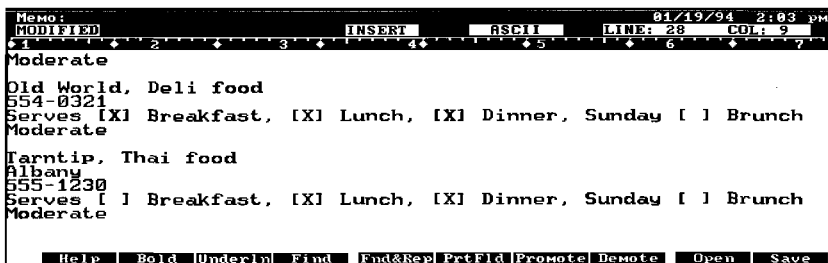 Memo: 01/19/94 2:03 pm
MODIFIED INSERT ASCII LINE: 28 COL: 9
1 2 3 4 5 6 7
Moderate
Old World, Deli food
554-0321
Serves [X] Breakfast, [X] Lunch, [X] Dinner, Sunday [ ] Brunch
Moderate
Tarntip, Thai food
Albany
555-1230
Serves [ ] Breakfast, [X] Lunch, [X] Dinner, Sunday [ ] Brunch
Moderate
Help Bold Underln Find Fnd&Rep PrtFld Promote Demote Open Save